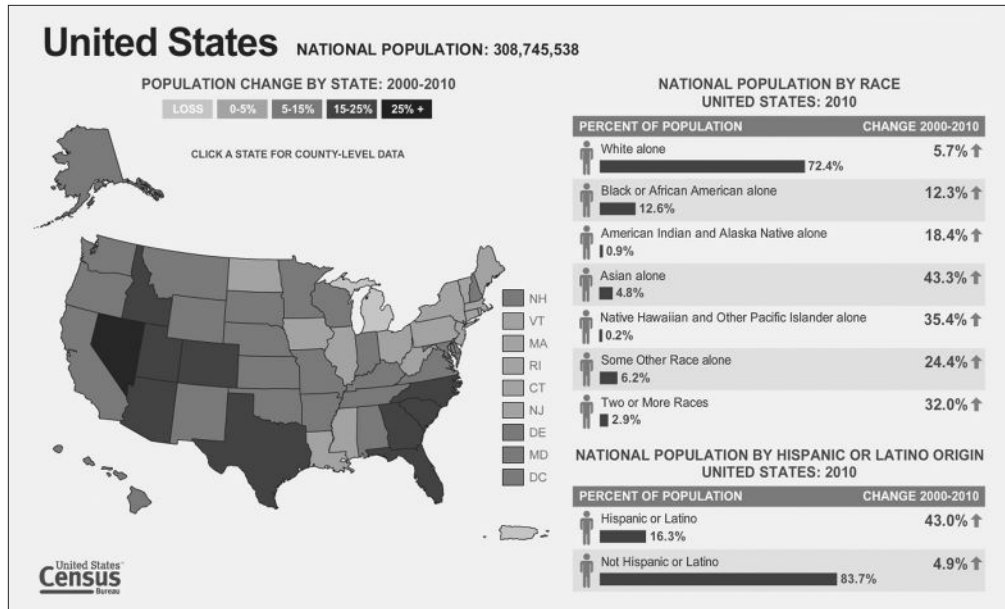 United States NATIONAL POPULATION: 308,745,538
POPULATION CHANGE BY STATE: 2000-2010
LOSS 0-5% 5-15% 15-25% 25% +
CLICK A STATE FOR COUNTY-LEVEL DATA
NH
VT
MA
RI
CT
NJ
DE
MD
DC
United States
Census
Bureau
NATIONAL POPULATION BY RACE
UNITED STATES: 2010
PERCENT OF POPULATION CHANGE 2000-2010
White alone 5.7%
72.4%
Black or African American alone 12.3%
12.6%
American Indian and Alaska Native alone 18.4%
0.9%
Asian alone 43.3%
4.8%
Native Hawaiian and Other Pacific Islander alone 35.4%
0.2%
Some Other Race alone 24.4%
6.2%
Two or More Races 32.0%
2.9%
NATIONAL POPULATION BY HISPANIC OR LATINO ORIGIN
UNITED STATES: 2010
PERCENT OF POPULATION CHANGE 2000-2010
Hispanic or Latino 43.0%
16.3%
Not Hispanic or Latino 4.9%
83.7%